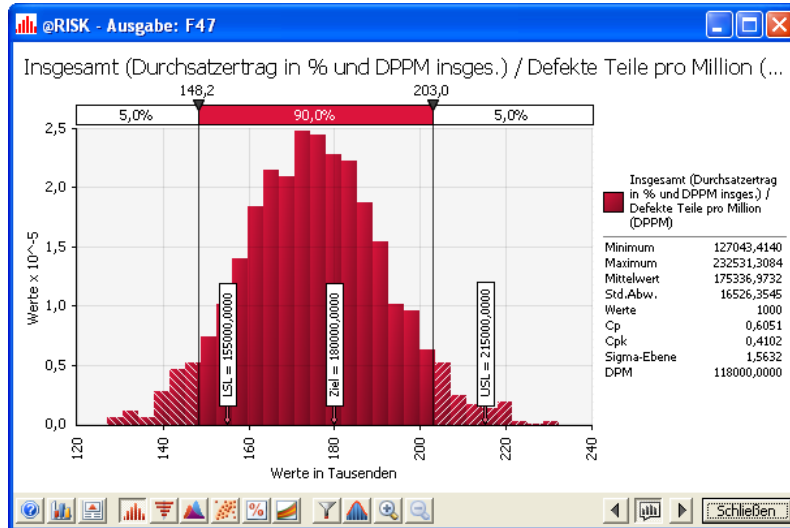 @RISK - Ausgabe: F47
Insgesamt (Durchsatzertrag in % und DPPM insges.) / Defekte Teile pro Million (...
148,2 203,0
5,0% 90,0% 5,0%
2,5
2,0
1,5
1,0
0,5
0,0
Werte x 10^-5
LSL = 155000,0000
Ziel = 180000,0000
USL = 215000,0000
120 140 160 180 200 220 240
Werte in Tausenden
Insgesamt (Durchsatzertrag
in % und DPPM insges.) /
Defekte Teile pro Million
(DPPM)
Minimum 127043,4140
Maximum 232531,3084
Mittelwert 175336,9732
Std.Abw. 16526,3545
Werte 1000
Cp 0,6051
Cpk 0,4102
Sigma-Ebene 1,5632
DPM 118000,0000
Schließen